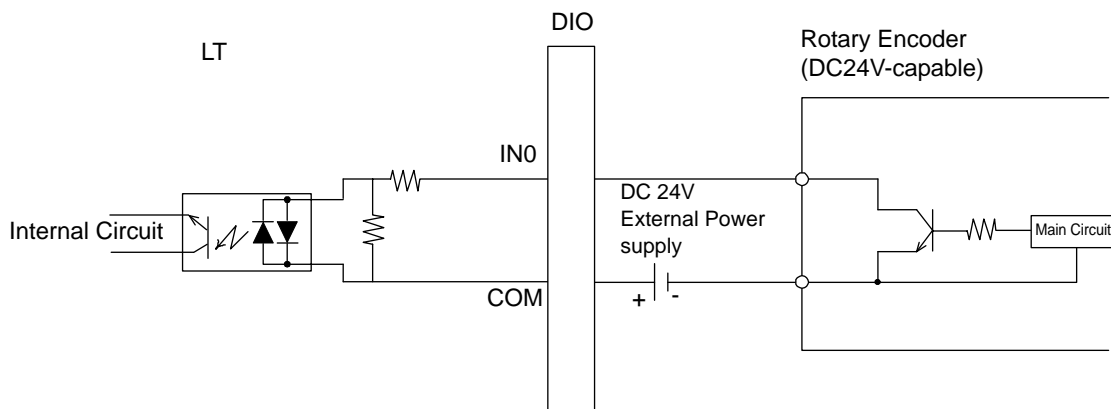 DIO
LT
Rotary Encoder
(DC24V-capable)
IN0
DC 24V
External Power
supply
Internal Circuit
Main Circuit
COM
+
-